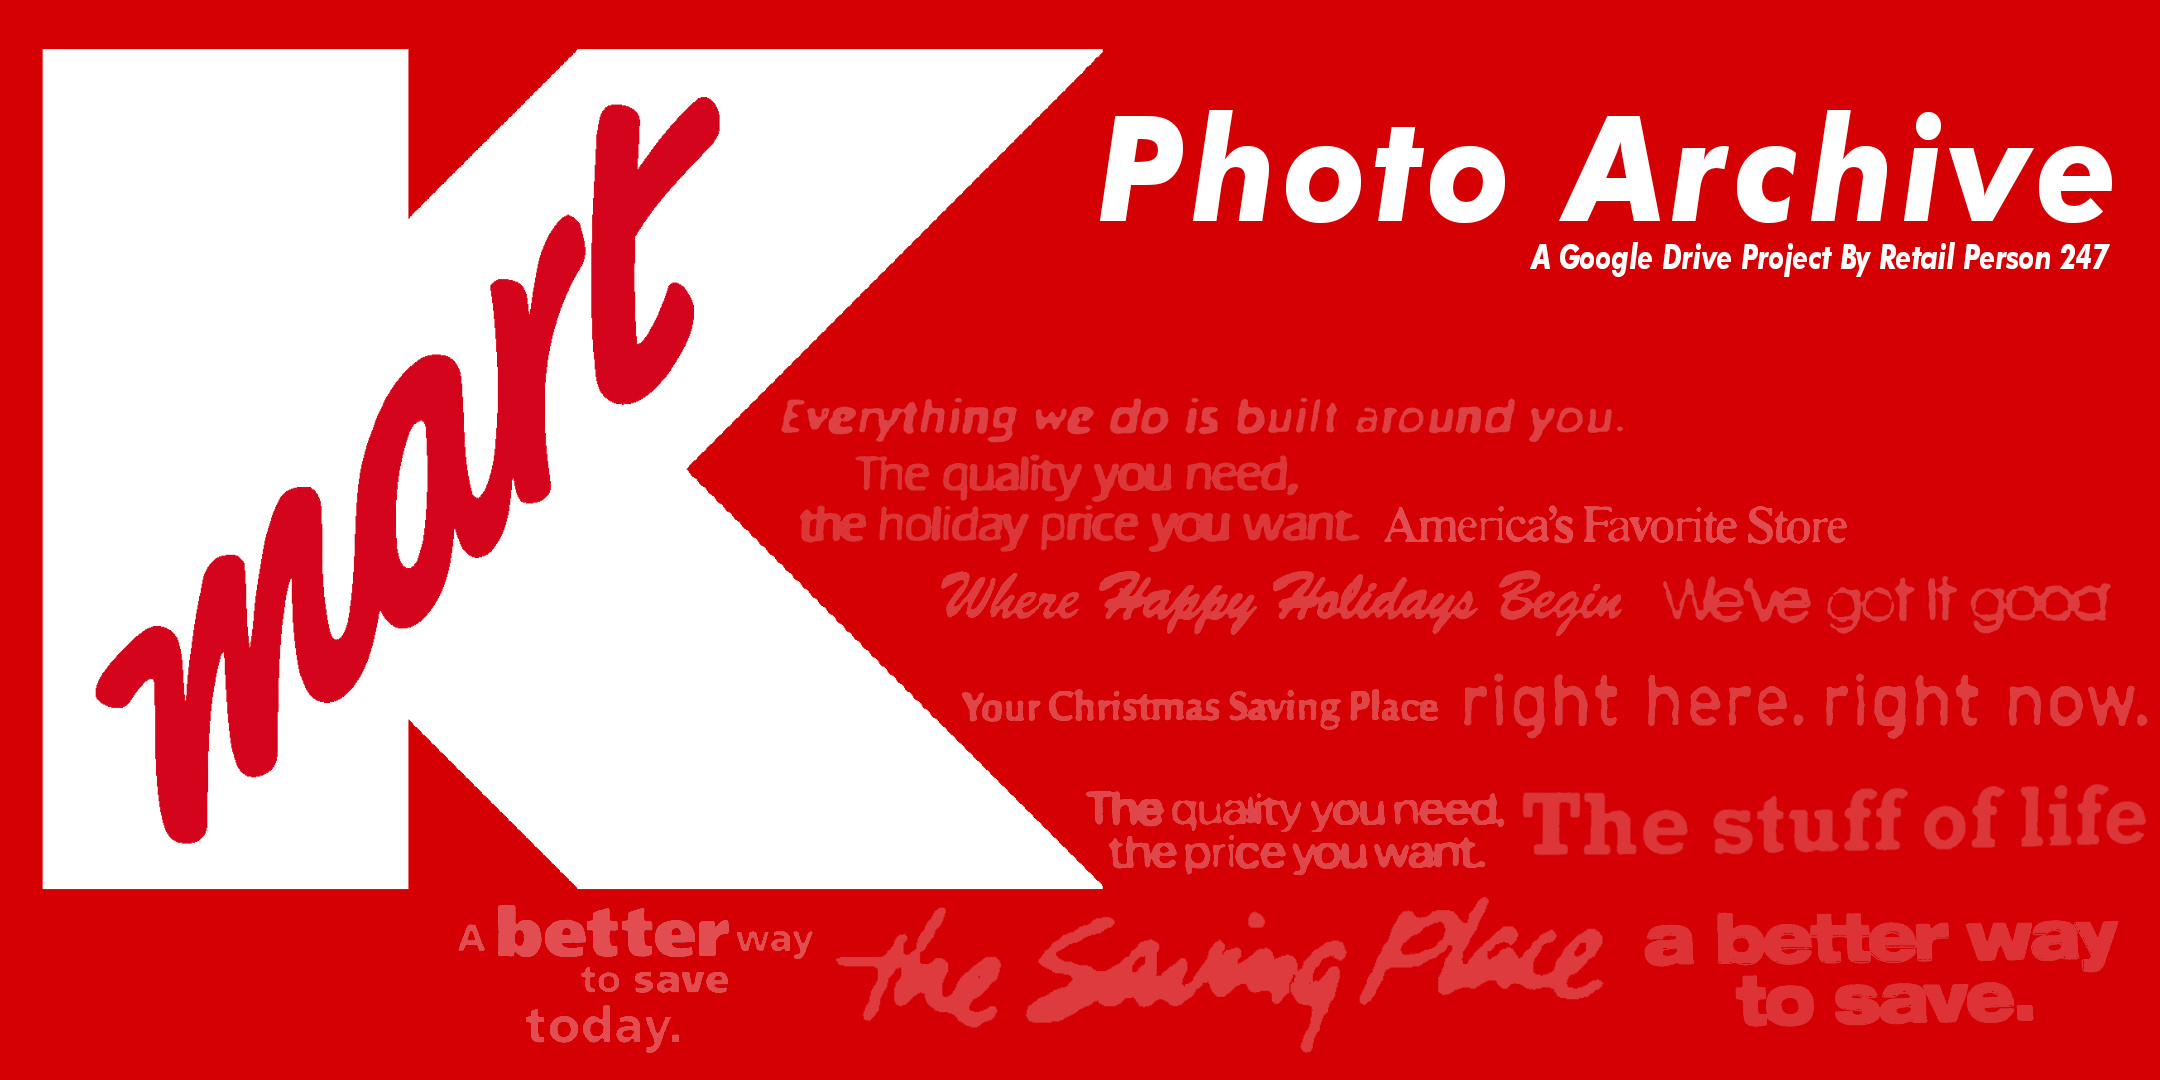 Kmart
Photo Archive
A Google Drive Project By Retail Person 247
Everything we do is built around you.
The quality you need,
the holiday price you want.
America's Favorite Store
Where Happy Holidays Begin
We've got it good
Your Christmas Saving Place
right here. right now.
The quality you need,
the price you want.
The stuff of life
A better way
to save
today.
the Saving Place
a better way
to save.